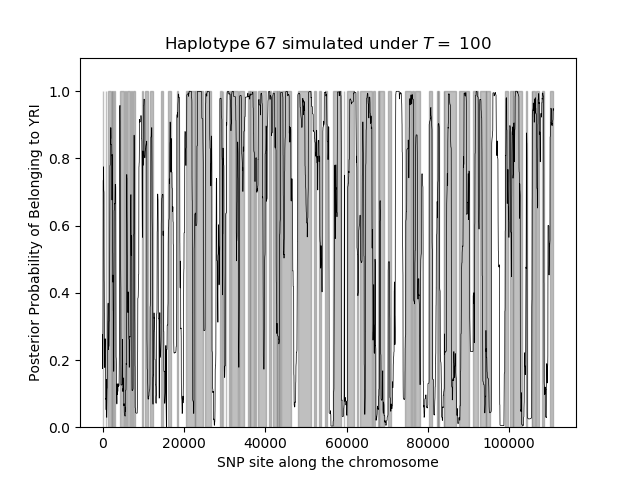 Haplotype 67 simulated under T = 100
Posterior Probability of Belonging to YRI
1.0
0.8
0.6
0.4
0.2
0.0
0 20000 40000 60000 80000 100000
SNP site along the chromosome